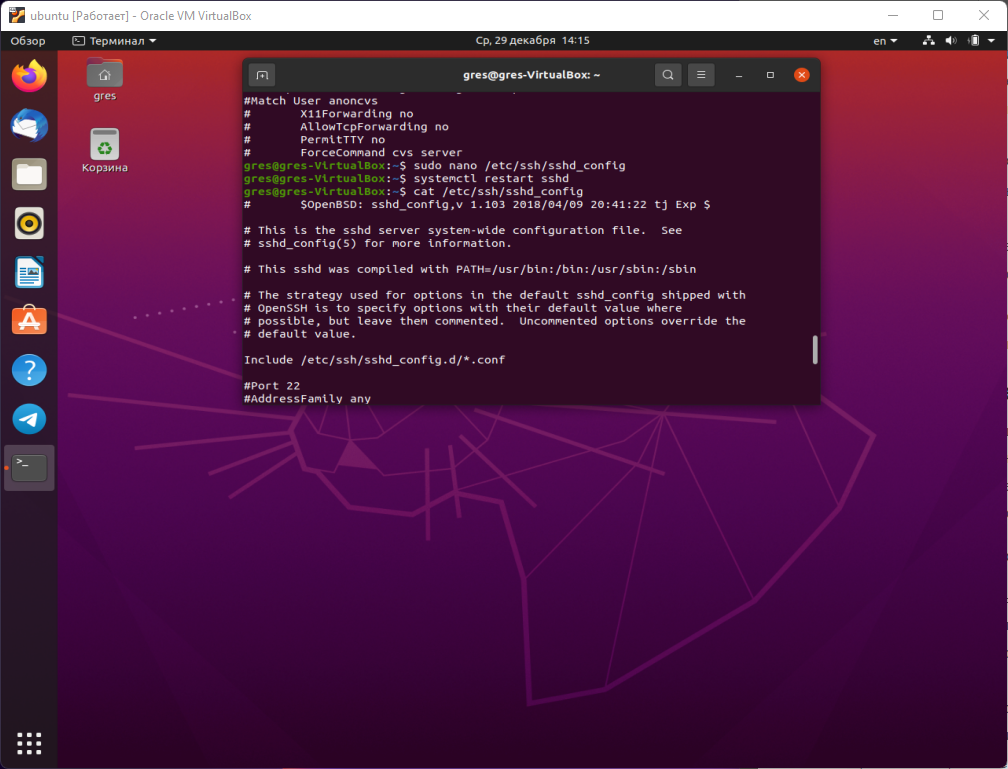 ubuntu [Работает] - Oracle VM VirtualBox
Обзор
Терминал
Ср, 29 декабря 14:15
en
gres
Корзина
gres@gres-VirtualBox: ~
#Match User anoncvs
#       X11Forwarding no
#       AllowTcpForwarding no
#       PermitTTY no
#       ForceCommand cvs server
gres@gres-VirtualBox:~$ sudo nano /etc/ssh/sshd_config
gres@gres-VirtualBox:~$ systemctl restart sshd
gres@gres-VirtualBox:~$ cat /etc/ssh/sshd_config
#       $OpenBSD: sshd_config,v 1.103 2018/04/09 20:41:22 tj Exp $
# This is the sshd server system-wide configuration file.  See
# sshd_config(5) for more information.
# This sshd was compiled with PATH=/usr/bin:/bin:/usr/sbin:/sbin
# The strategy used for options in the default sshd_config shipped with
# OpenSSH is to specify options with their default value where
# possible, but leave them commented.  Uncommented options override the
# default value.
Include /etc/ssh/sshd_config.d/*.conf
#Port 22
#AddressFamily any